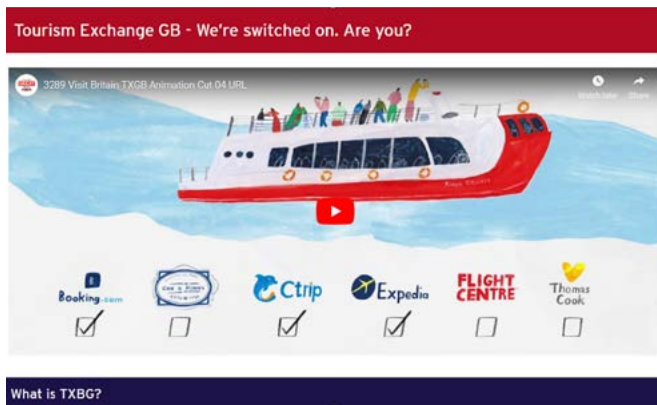 Tourism Exchange GB - We're switched on. Are you?
3289 Visit Britain TXGB Animation Cut 04 URL
Watch later
Share
Booking.com
Ctrip
Expedia
FLIGHT
CENTRE
Thomas
Cook
What is TXBG?